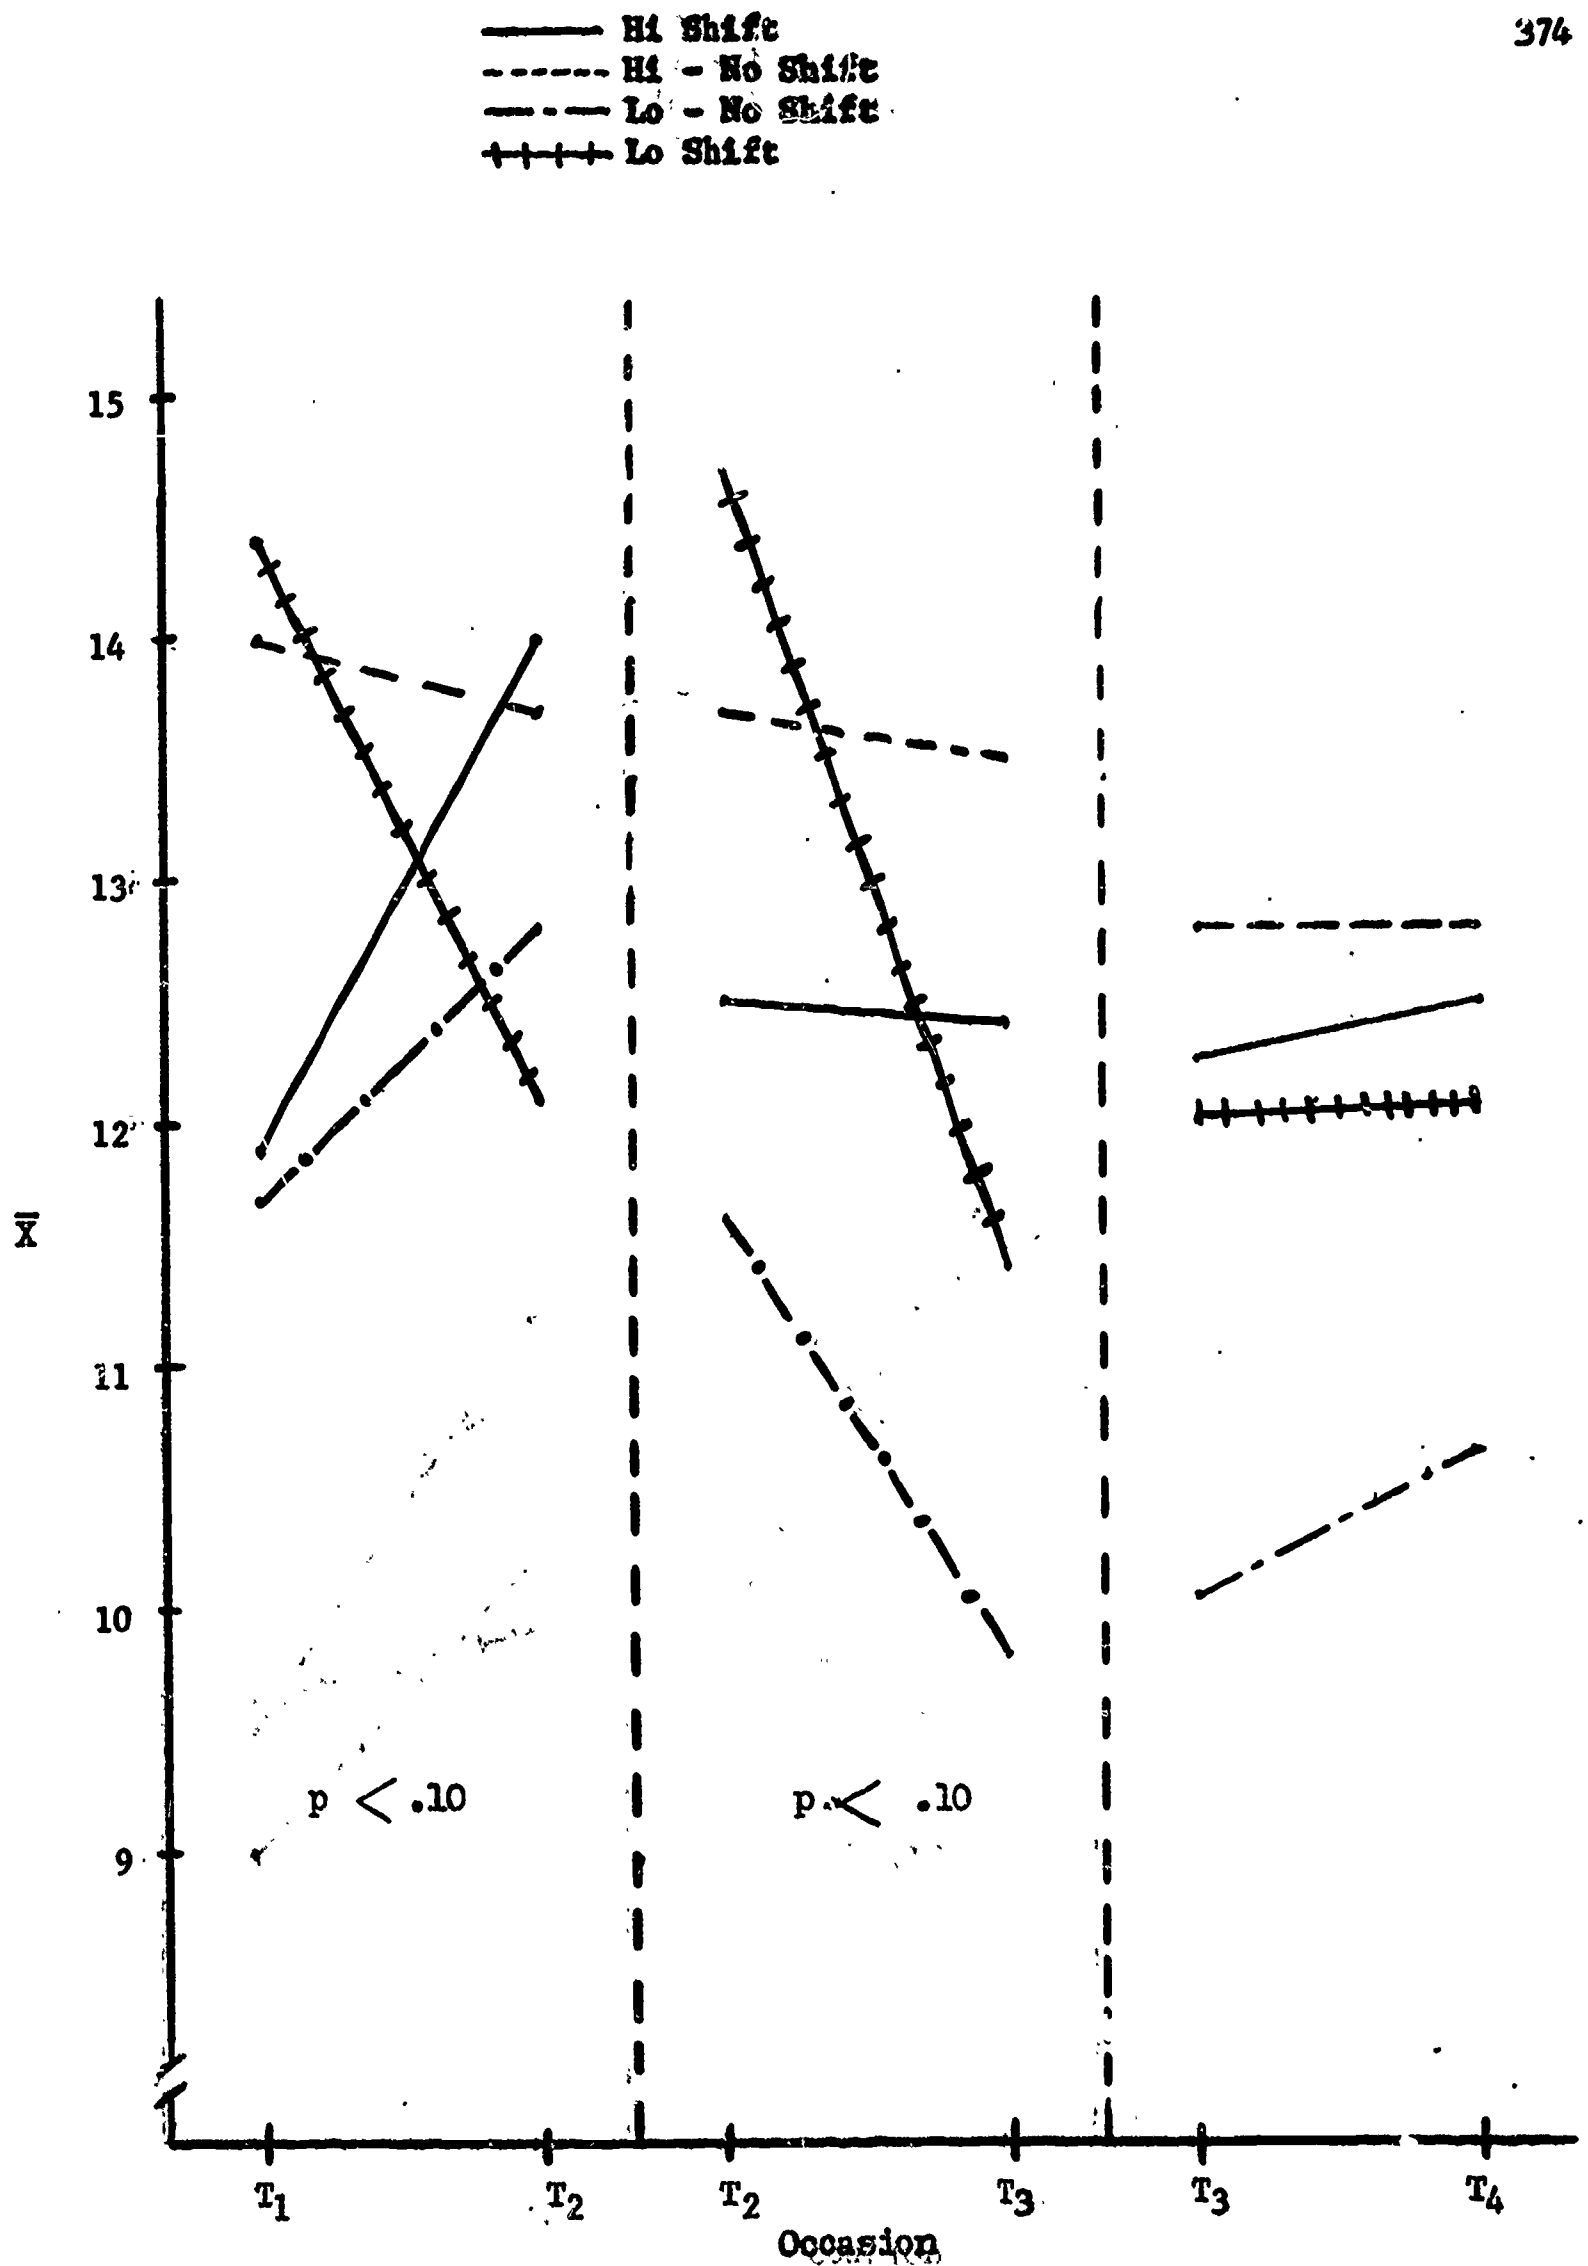 374
Hi Shift
Hi - No Shift
Lo - No Shift
Lo Shift
15
14
13
12
X̅
11
10
9
p < .10
p < .10
T₁
T₂
T₂
T₃
T₃
T₄
Occasion